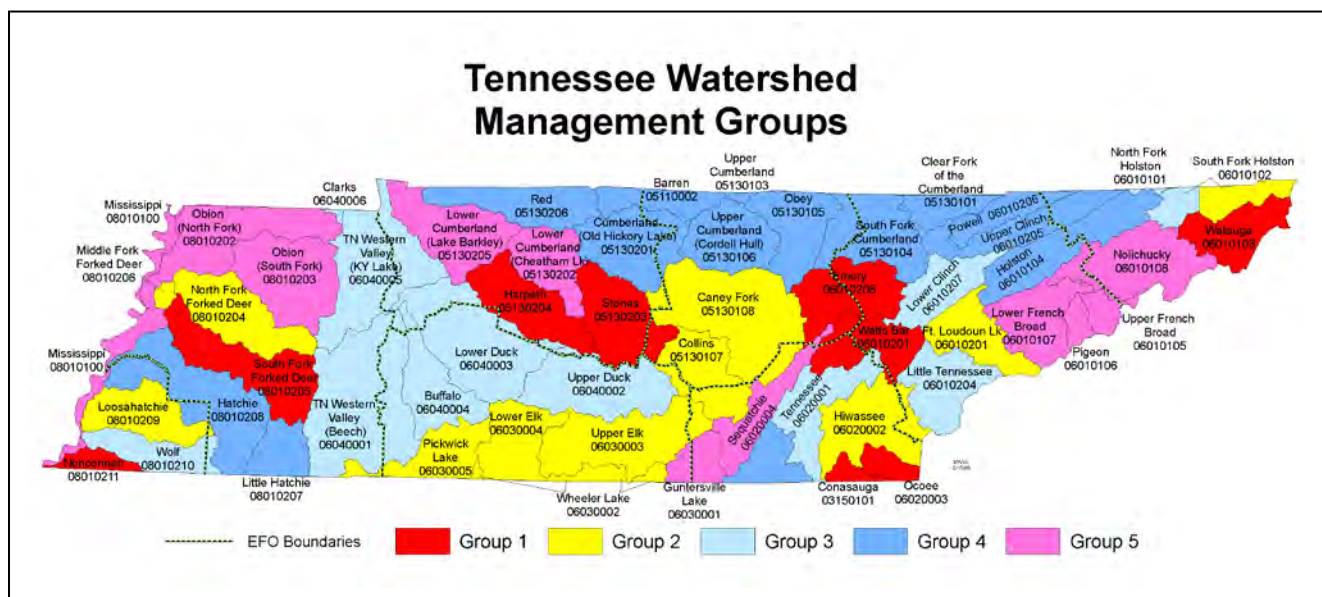 Tennessee Watershed
Management Groups
Mississippi
08010100
Obion
(North Fork)
08010202
Middle Fork
Forked Deer
08010208
Obion
(South Fork)
08010203
North Fork
Forked Deer
08010204
Mississippi
08010100
South Fork
Forked Deer
08010205
Loosahatchie
08010209
Hatchie
08010208
Wolf
08010210
Nonconnah
08010211
Little Hatchie
08010207
Clarks
06040006
TN Western
Valley
(KY Lake)
06040005
TN Western
Valley
(Beech)
06040001
Red
05130206
Lower
Cumberland
(Lake Barkley)
05130205
Lower
Cumberland
(Cheatham Lk)
05130202
Harpeth
05130204
Stones
05130203
Cumberland
(Old Hickory Lake)
05130201
Barren
05110002
Upper
Cumberland
05130103
Upper
Cumberland
(Cordell Hull)
05130106
Obey
05130105
Caney Fork
05130108
Collins
05130107
Lower Duck
06040003
Upper Duck
06040002
Buffalo
06040004
Lower Elk
06030004
Upper Elk
06030003
Pickwick
Lake
06030005
Wheeler Lake
06030002
Guntersville
Lake
06030001
Sequatchie
06020004
Tennessee
06020001
Clear Fork
of the
Cumberland
05130101
South Fork
Cumberland
05130104
Emory
06010208
Watts Bar
06010201
Powell 06010206
Upper Clinch
06010205
Lower Clinch
06010207
Holston
06010104
North Fork
Holston
06010101
South Fork Holston
06010102
Watauga
06010103
Nolichucky
06010108
Lower French
Broad
06010107
Upper French
Broad
06010105
Pigeon
06010106
Ft. Loudoun Lk
06010201
Little Tennessee
06010204
Hiwassee
06020002
Conasauga
03150101
Ocoee
06020003
EFO Boundaries
Group 1
Group 2
Group 3
Group 4
Group 5